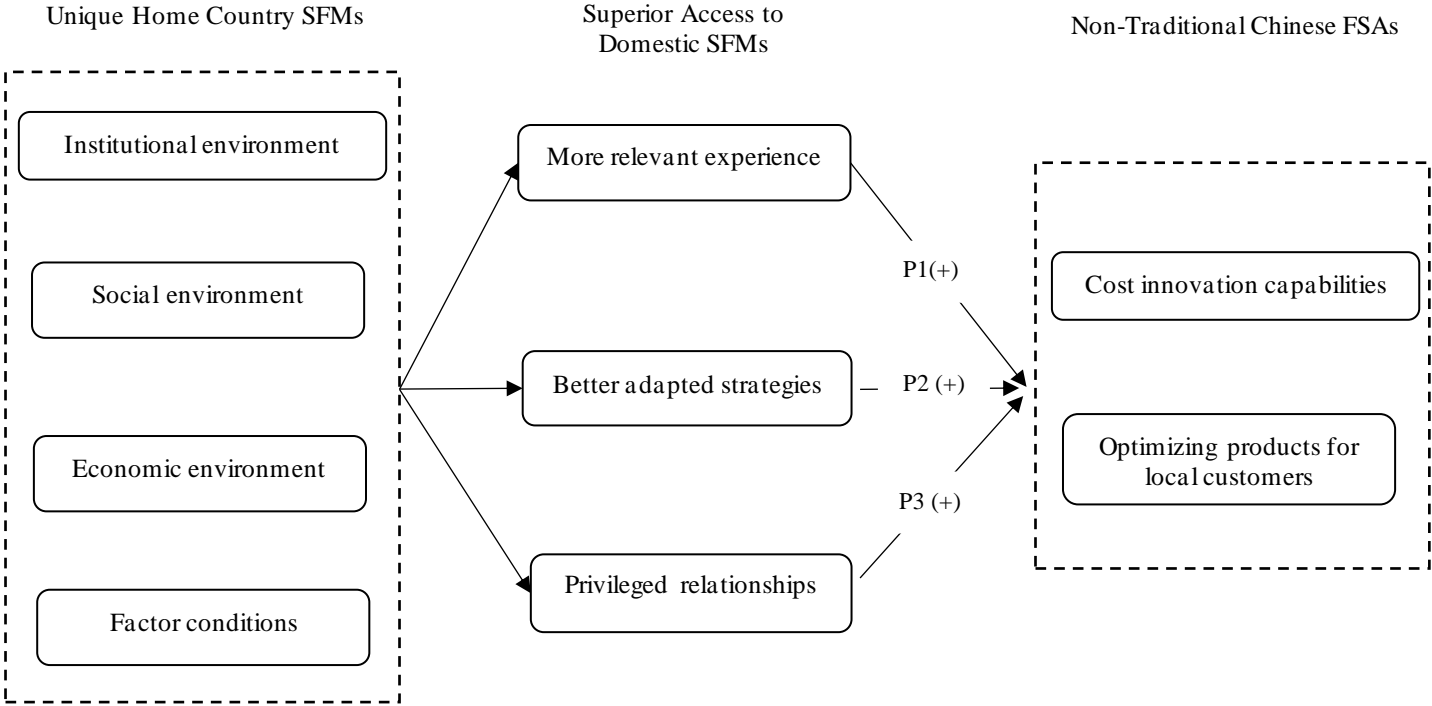 Unique Home Country SFMs
Superior Access to
Domestic SFMs
Non-Traditional Chinese FSAs
Institutional environment
Social environment
Economic environment
Factor conditions
More relevant experience
Better adapted strategies
Privileged relationships
P1(+)
P2 (+)
P3 (+)
Cost innovation capabilities
Optimizing products for
local customers